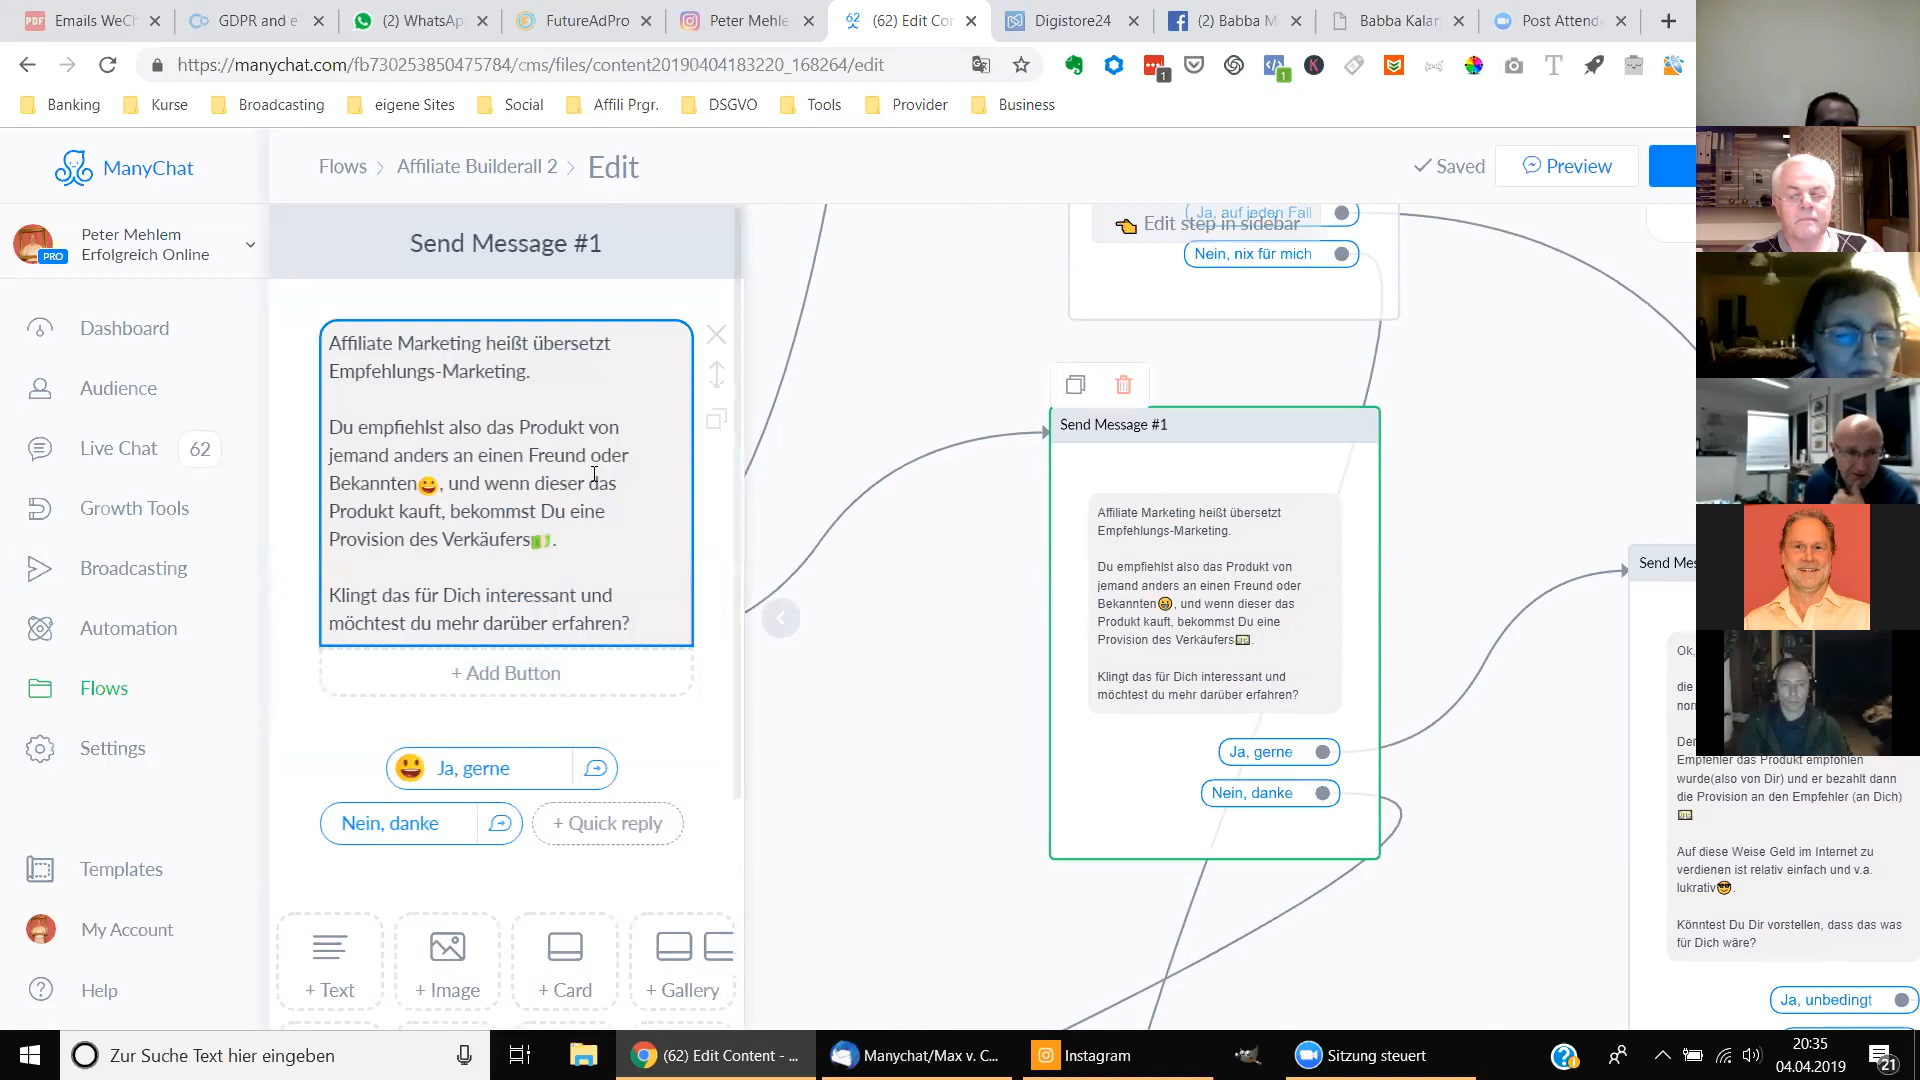 Emails WeCh
GDPR and e
(2) WhatsAp
FutureAdPro
Peter Mehle
(62) Edit Cor
Digistore24
(2) Babba M
Babba Kalar
Post Attende
https://manychat.com/fb730253850475784/cms/files/content20190404183220_168264/edit
Banking
Kurse
Broadcasting
eigene Sites
Social
Affili Prgr.
DSGVO
Tools
Provider
Business
ManyChat
Flows > Affiliate Builderall 2 > Edit
Saved
Preview
Peter Mehlem
Erfolgreich Online
PRO
Dashboard
Audience
Live Chat 62
Growth Tools
Broadcasting
Automation
Flows
Settings
Templates
My Account
Help
Send Message #1
Affiliate Marketing heißt übersetzt
Empfehlungs-Marketing.
Du empfiehlst also das Produkt von
jemand anders an einen Freund oder
Bekannten😀, und wenn dieser das
Produkt kauft, bekommst Du eine
Provision des Verkäufers💵.
Klingt das für Dich interessant und
möchtest du mehr darüber erfahren?
+ Add Button
😀 Ja, gerne
Nein, danke
+ Quick reply
+ Text
+ Image
+ Card
+ Gallery
Ja, auf jeden Fall
Edit step in sidebar
Nein, nix für mich
Send Message #1
Affiliate Marketing heißt übersetzt
Empfehlungs-Marketing.
Du empfiehlst also das Produkt von
jemand anders an einen Freund oder
Bekannten😀, und wenn dieser das
Produkt kauft, bekommst Du eine
Provision des Verkäufers💵.
Klingt das für Dich interessant und
möchtest du mehr darüber erfahren?
Ja, gerne
Nein, danke
Send Mes
Ok,
die
nor
Der
Empfehler das Produkt empfohlen
wurde(also von Dir) und er bezahlt dann
die Provision an den Empfehler (an Dich)
💵
Auf diese Weise Geld im Internet zu
verdienen ist relativ einfach und v.a.
lukrativ😎.
Könntest Du Dir vorstellen, dass das was
für Dich wäre?
Ja, unbedingt
Zur Suche Text hier eingeben
(62) Edit Content - ...
Manychat/Max v. C...
Instagram
Sitzung steuert
20:35
04.04.2019
21